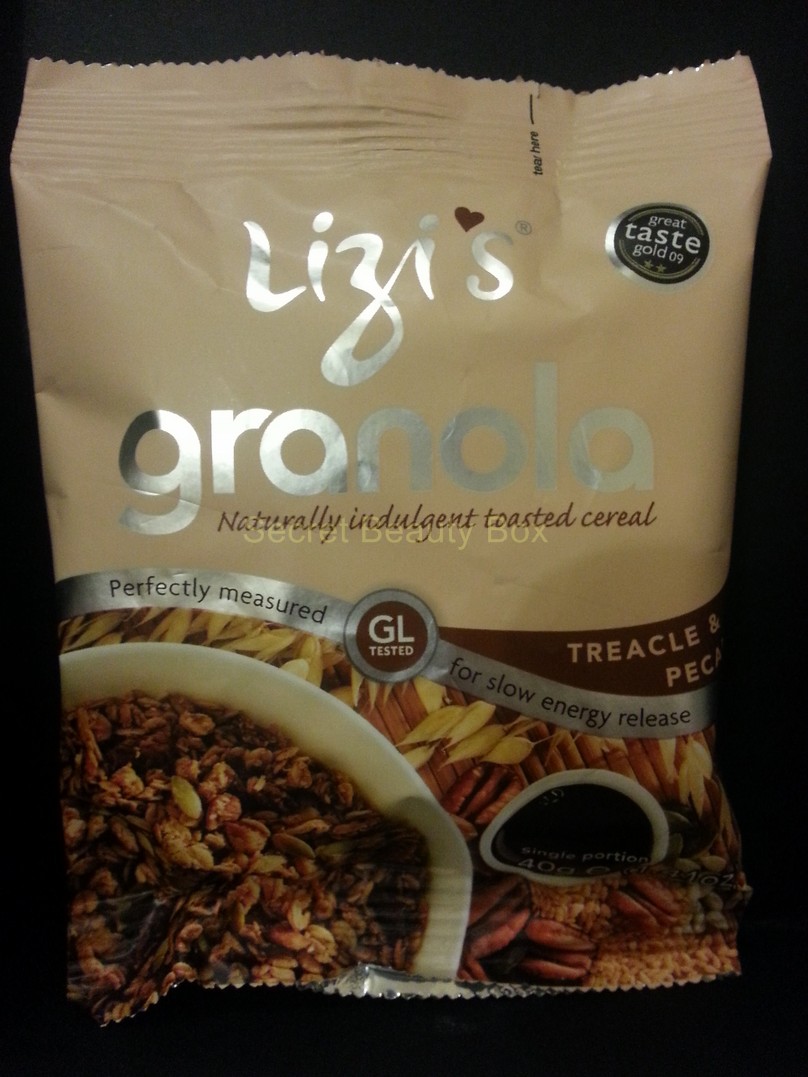 tear here
Lizi's®
great
taste
gold 09
granola
Naturally indulgent toasted cereal
Secret Beauty Box
Perfectly measured
GL
TESTED
TREACLE &
PECA
for slow energy release
single portion
40g e